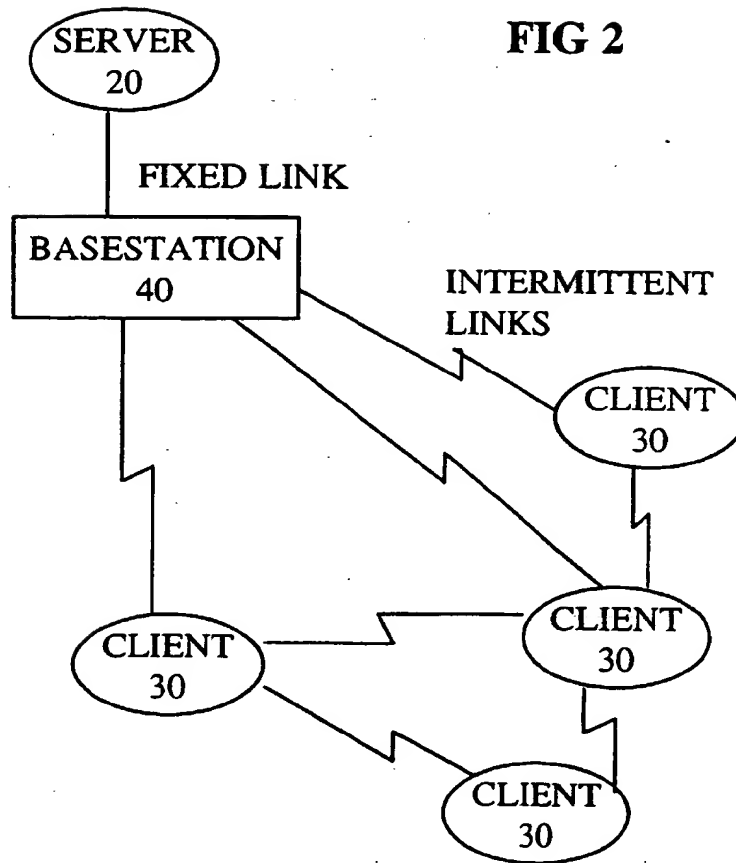 FIG 2
SERVER
20
FIXED LINK
BASESTATION
40
INTERMITTENT
LINKS
CLIENT
30
CLIENT
30
CLIENT
30
CLIENT
30